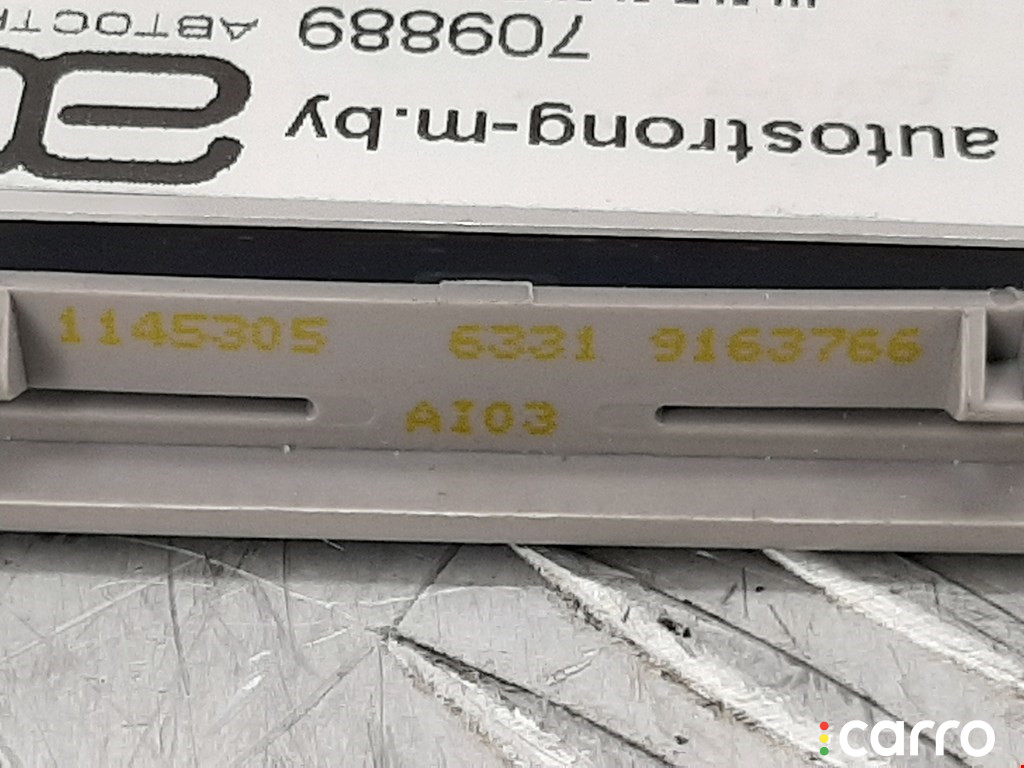 709889
autostrong-m.by
1145305 6331 9163766
AI03
carro